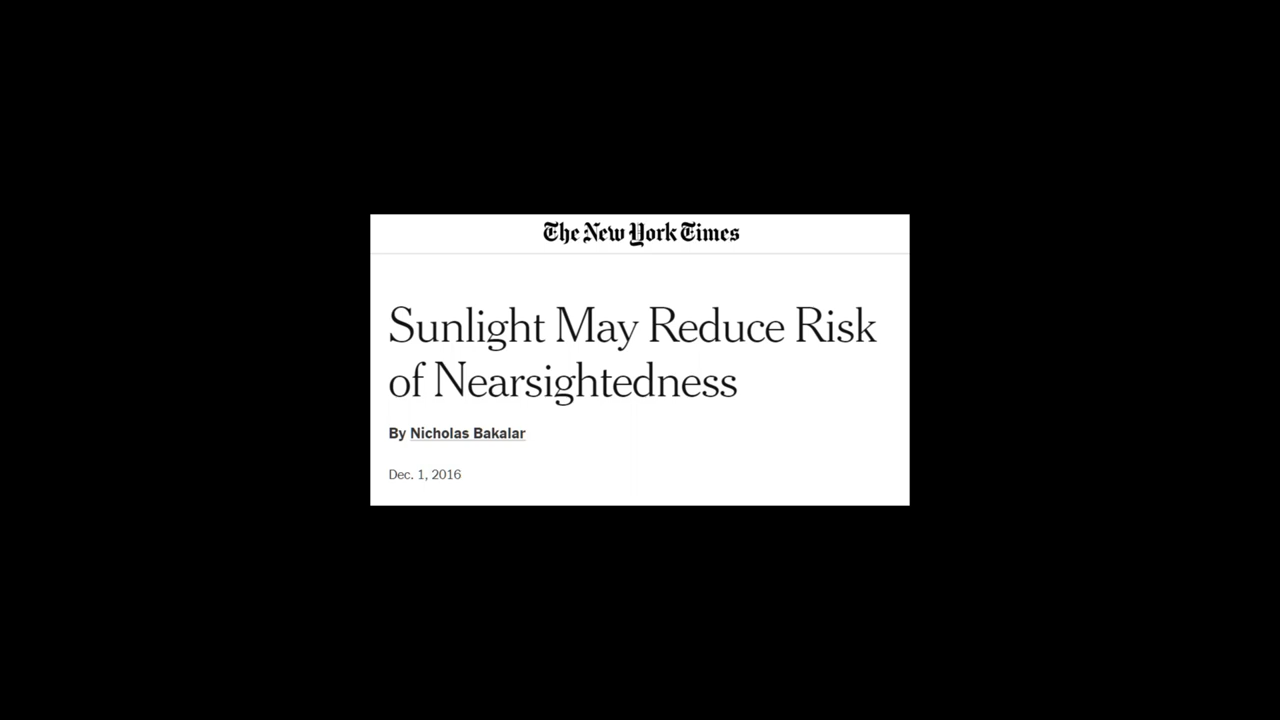 The New York Times
Sunlight May Reduce Risk
of Nearsightedness
By Nicholas Bakalar
Dec. 1, 2016